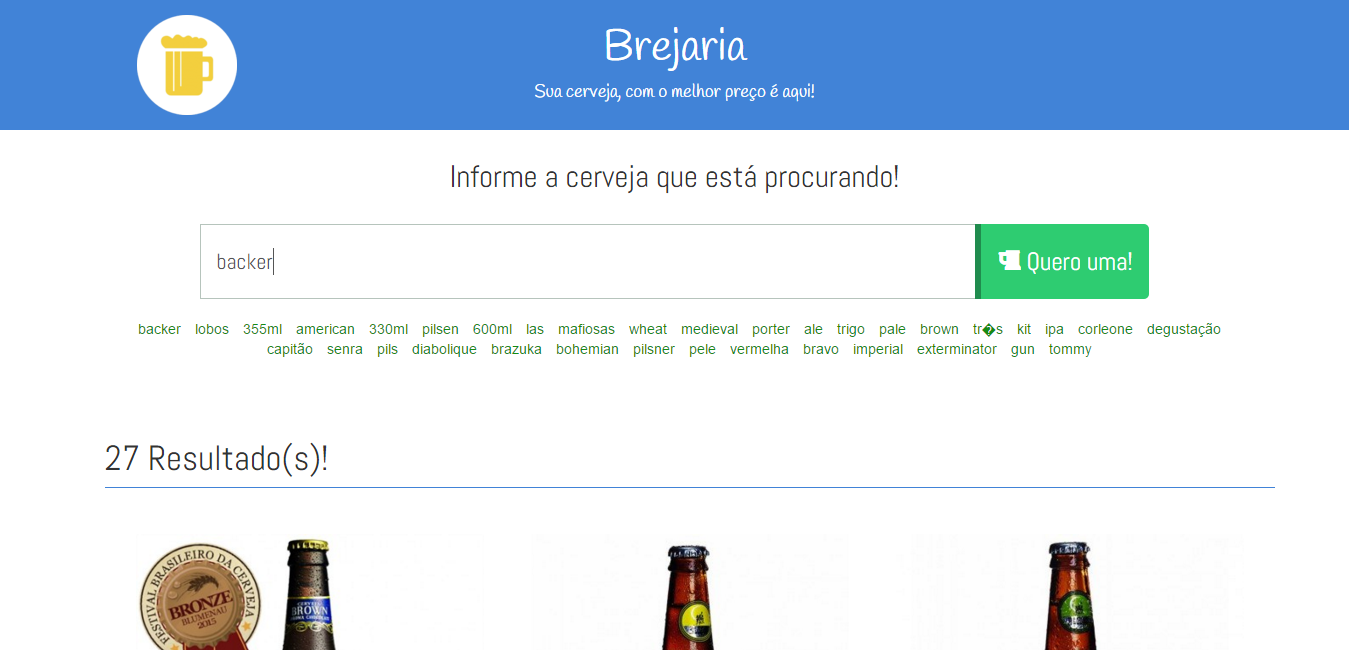 Brejaria
Sua cerveja, com o melhor preço é aqui!
Informe a cerveja que está procurando!
backer
Quero uma!
backer lobos 355ml american 330ml pilsen 600ml las mafiosas wheat medieval porter ale trigo pale brown tr�s kit ipa corleone degustação
capitão senra pils diabolique brazuka bohemian pilsner pele vermelha bravo imperial exterminator gun tommy
27 Resultado(s)!
FESTIVAL BRASILEIRO DA CERVEJA
BRONZE
BLUMENAU
2015
BROWN